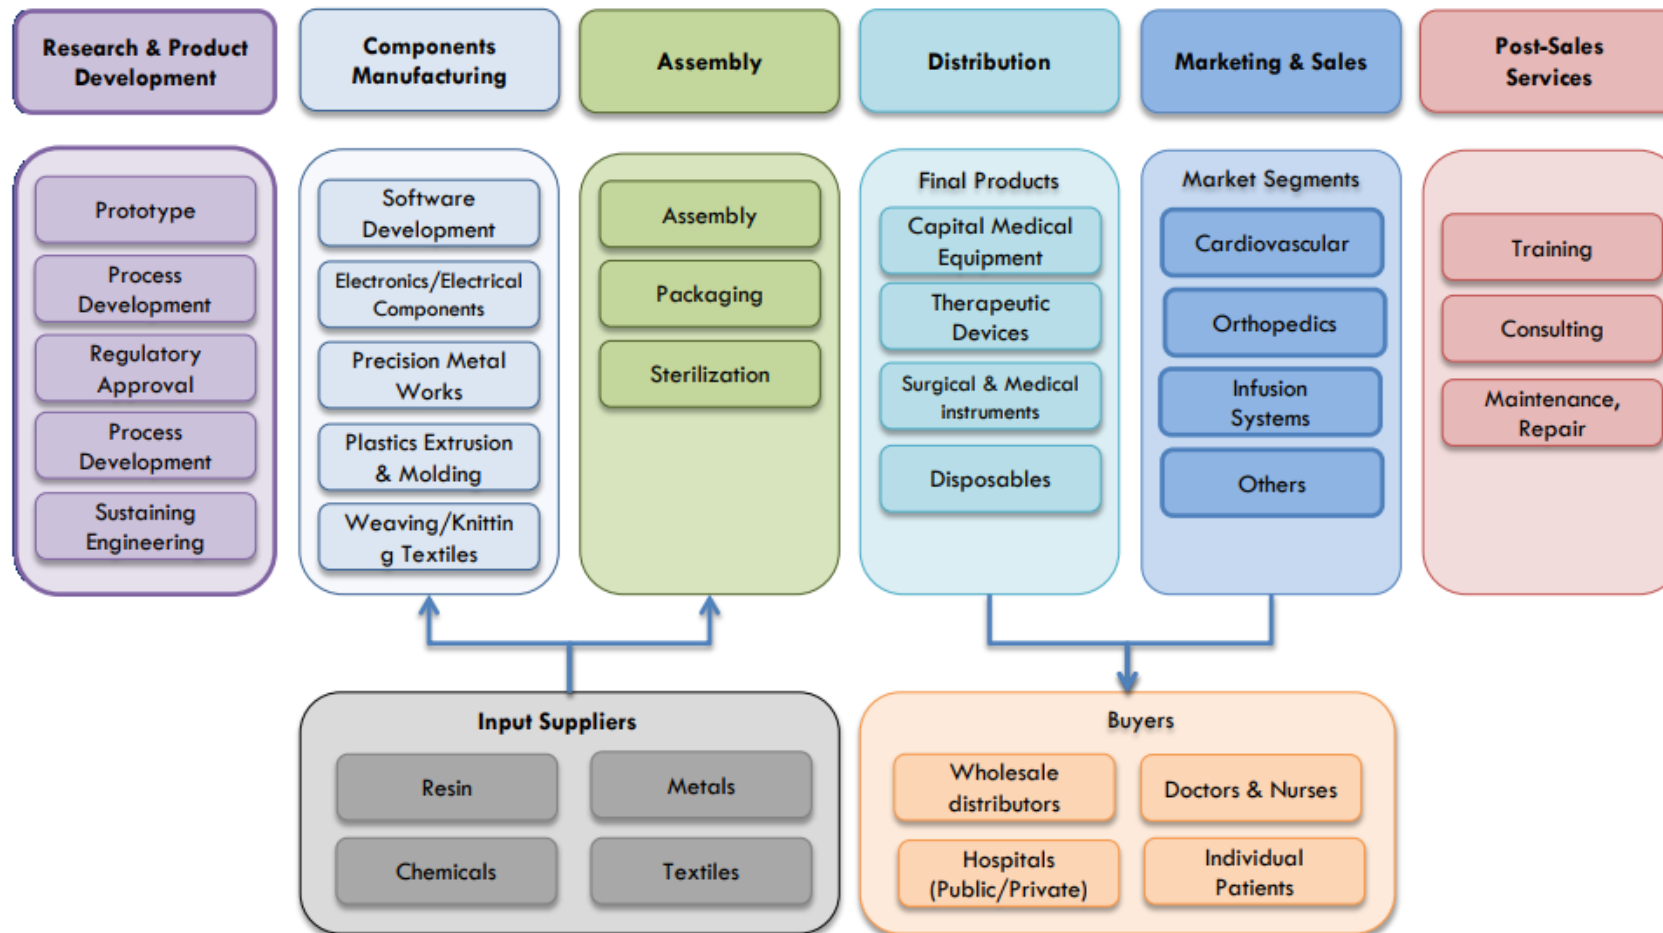 Research & Product
Development
Components
Manufacturing
Assembly
Distribution
Marketing & Sales
Post-Sales
Services
Prototype
Process
Development
Regulatory
Approval
Process
Development
Sustaining
Engineering
Software
Development
Electronics/Electrical
Components
Precision Metal
Works
Plastics Extrusion
& Molding
Weaving/Knittin
g Textiles
Assembly
Packaging
Sterilization
Final Products
Capital Medical
Equipment
Therapeutic
Devices
Surgical & Medical
instruments
Disposables
Market Segments
Cardiovascular
Orthopedics
Infusion
Systems
Others
Training
Consulting
Maintenance,
Repair
Input Suppliers
Resin
Metals
Chemicals
Textiles
Buyers
Wholesale
distributors
Doctors & Nurses
Hospitals
(Public/Private)
Individual
Patients